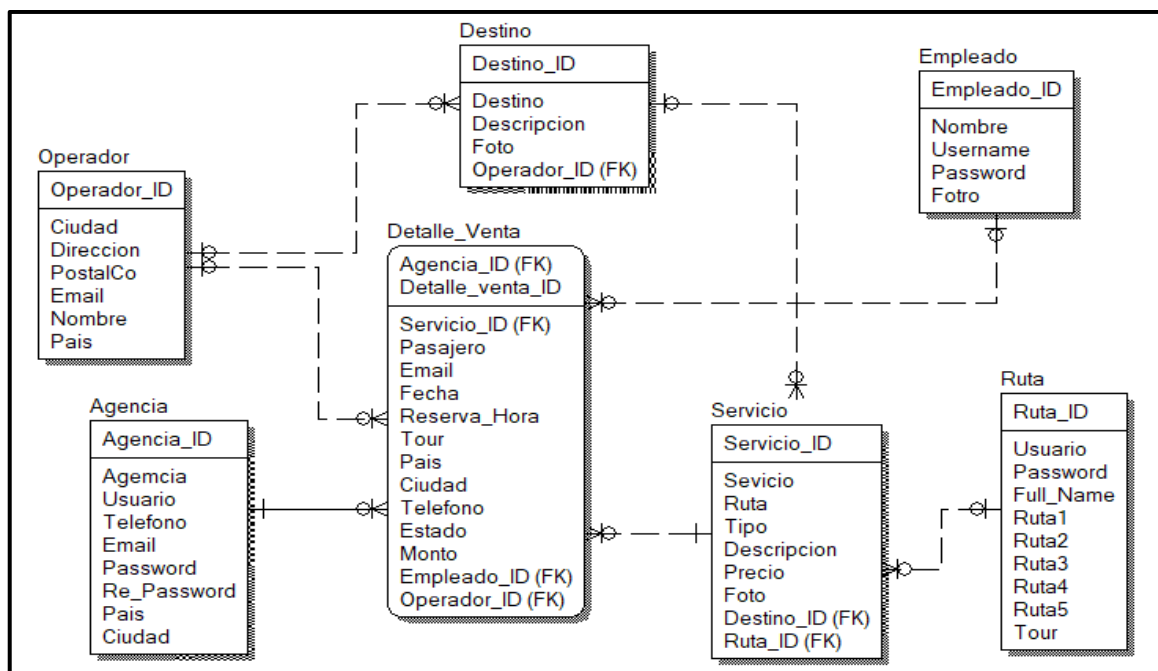 Destino
Destino_ID
Destino
Descripcion
Foto
Operador_ID (FK)
Empleado
Empleado_ID
Nombre
Username
Password
Fotro
Operador
Operador_ID
Ciudad
Direccion
PostalCo
Email
Nombre
Pais
Detalle_Venta
Agencia_ID (FK)
Detalle_venta_ID
Servicio_ID (FK)
Pasajero
Email
Fecha
Reserva_Hora
Tour
Pais
Ciudad
Telefono
Estado
Monto
Empleado_ID (FK)
Operador_ID (FK)
Agencia
Agencia_ID
Agemcia
Usuario
Telefono
Email
Password
Re_Password
Pais
Ciudad
Servicio
Servicio_ID
Sevicio
Ruta
Tipo
Descripcion
Precio
Foto
Destino_ID (FK)
Ruta_ID (FK)
Ruta
Ruta_ID
Usuario
Password
Full_Name
Ruta1
Ruta2
Ruta3
Ruta4
Ruta5
Tour